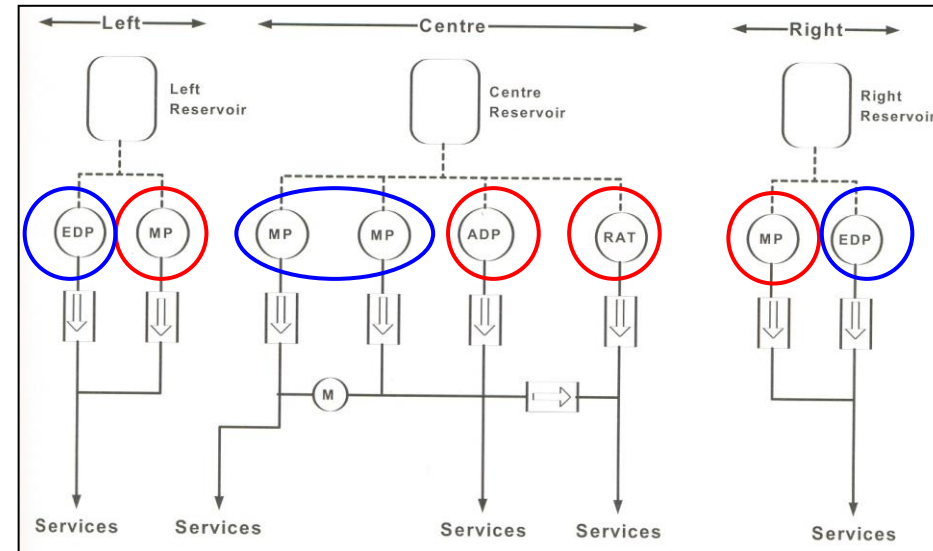 Left
Centre
Right
Left
Reservoir
Centre
Reservoir
Right
Reservoir
EDP
MP
MP
MP
ADP
RAT
MP
EDP
M
Services
Services
Services
Services
Services